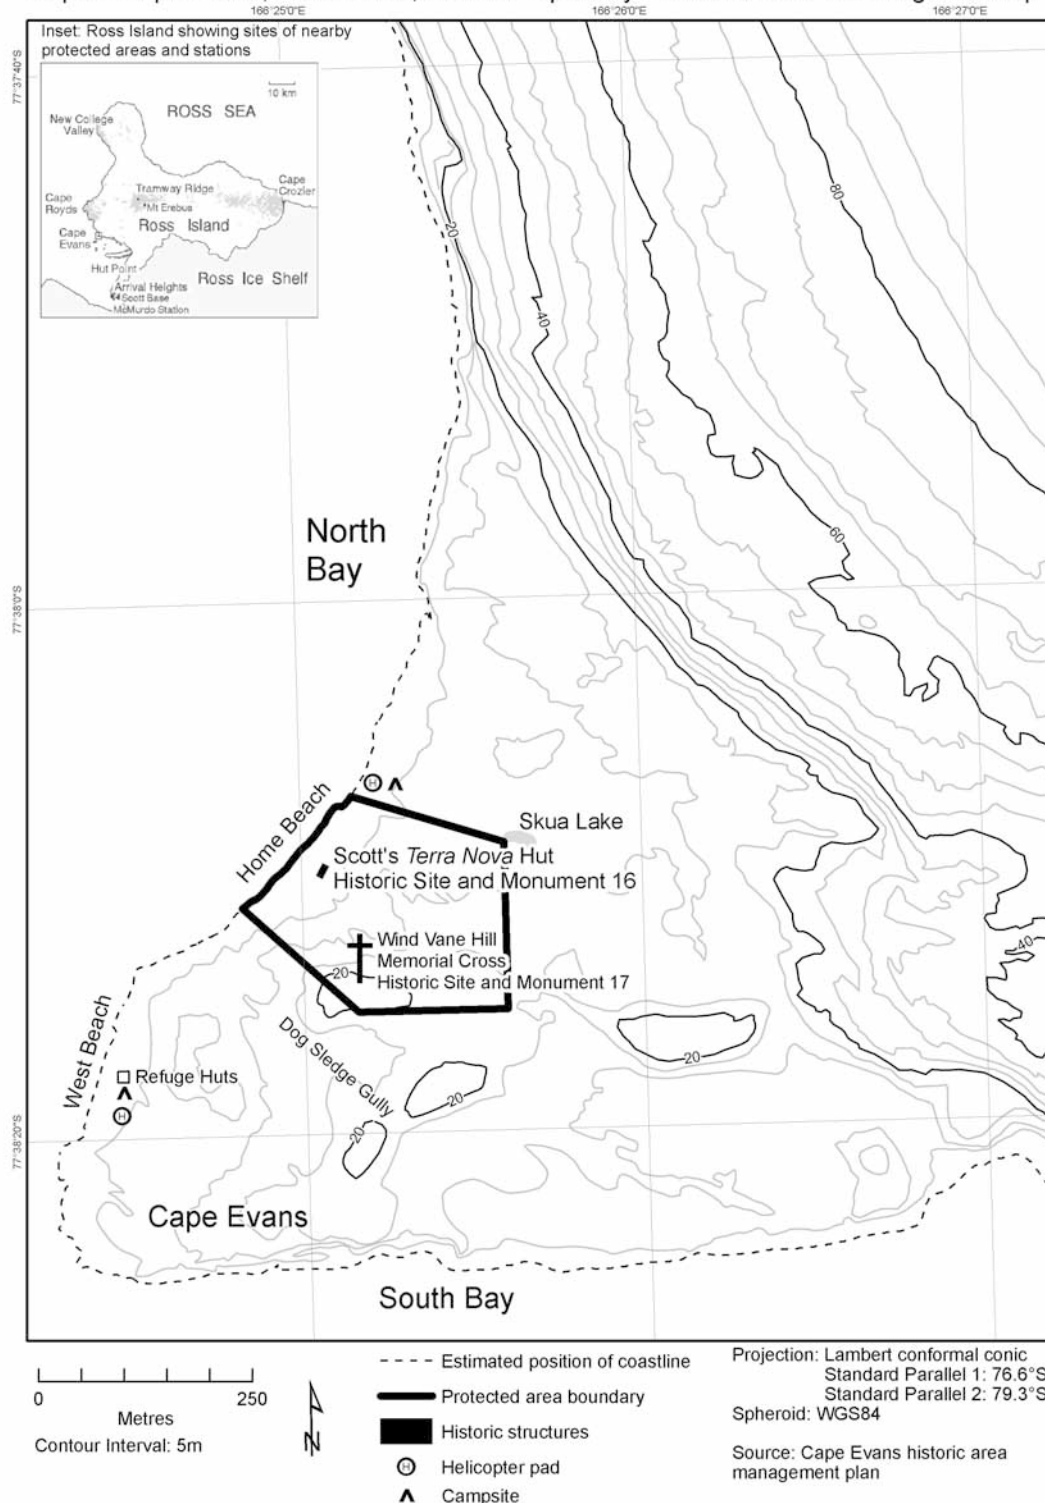 166°25'0"E
166°26'0"E
166°27'0"E
Inset: Ross Island showing sites of nearby
protected areas and stations
77°37'40"S
10 km
ROSS SEA
New College
Valley
Tramway Ridge
Mt Erebus
Cape
Crozier
Cape
Royds
Ross Island
Cape
Evans
Hut Point
Ross Ice Shelf
Arrival Heights
Scott Base
McMurdo Station
20
40
80
60
North
Bay
77°38'0"S
H
Home Beach
Skua Lake
Scott's Terra Nova Hut
Historic Site and Monument 16
Wind Vane Hill
Memorial Cross
Historic Site and Monument 17
20
40
20
West Beach
Dog Sledge Gully
Refuge Huts
H
20
20
77°38'20"S
Cape Evans
South Bay
0
250
Metres
Contour Interval: 5m
N
Estimated position of coastline
Protected area boundary
Historic structures
H
Helicopter pad
Campsite
Projection: Lambert conformal conic
Standard Parallel 1: 76.6°S
Standard Parallel 2: 79.3°S
Spheroid: WGS84
Source: Cape Evans historic area
management plan